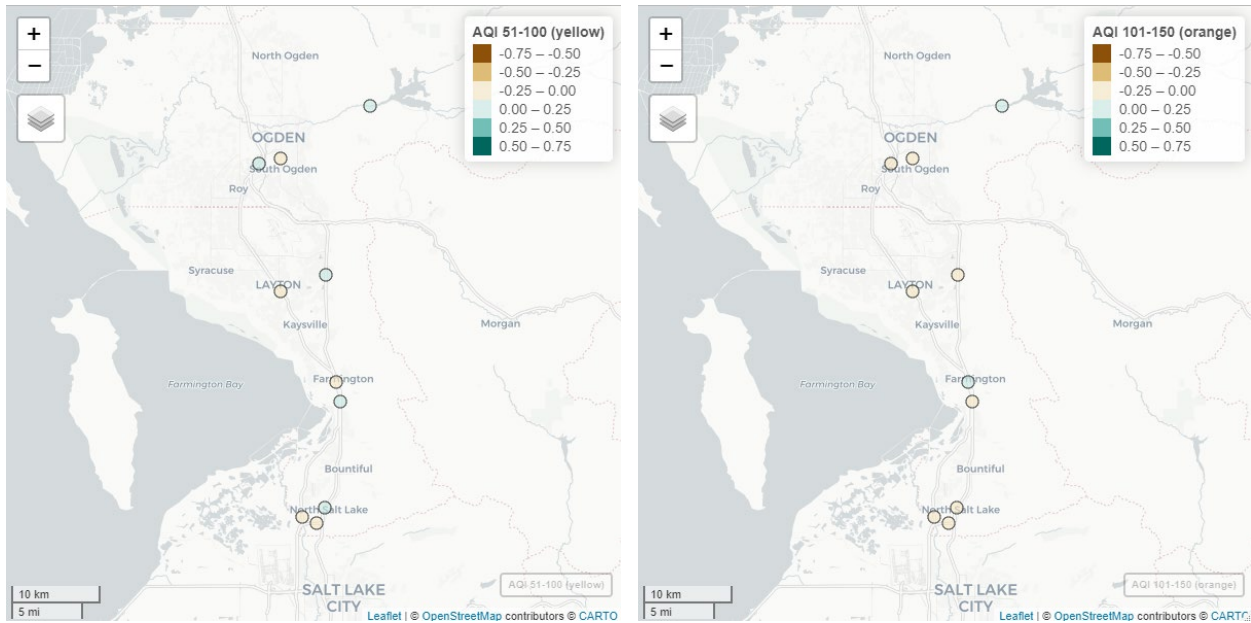 +
−
North Ogden
OGDEN
South Ogden
Roy
Syracuse
LAYTON
Kaysville
Morgan
Farmington
Farmington Bay
Bountiful
North Salt Lake
SALT LAKE
CITY
AQI 51-100 (yellow)
-0.75 – -0.50
-0.50 – -0.25
-0.25 – 0.00
0.00 – 0.25
0.25 – 0.50
0.50 – 0.75
10 km
5 mi
AQI 51-100 (yellow)
Leaflet | © OpenStreetMap contributors © CARTO
+
−
North Ogden
OGDEN
South Ogden
Roy
Syracuse
LAYTON
Kaysville
Morgan
Farmington
Farmington Bay
Bountiful
North Salt Lake
SALT LAKE
CITY
AQI 101-150 (orange)
-0.75 – -0.50
-0.50 – -0.25
-0.25 – 0.00
0.00 – 0.25
0.25 – 0.50
0.50 – 0.75
10 km
5 mi
AQI 101-150 (orange)
Leaflet | © OpenStreetMap contributors © CARTO